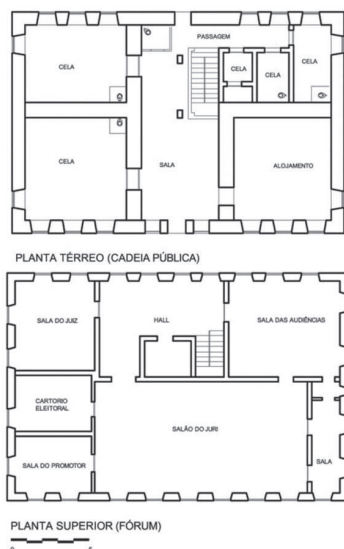 PASSAGEM
CELA
CELA
CELA
CELA
CELA
SALA
ALOJAMENTO
PLANTA TÉRREO (CADEIA PÚBLICA)
SALA DO JUIZ
HALL
SALA DAS AUDIÊNCIAS
CARTORIO
ELEITORAL
SALÃO DO JURI
SALA DO PROMOTOR
SALA
PLANTA SUPERIOR (FÓRUM)
0